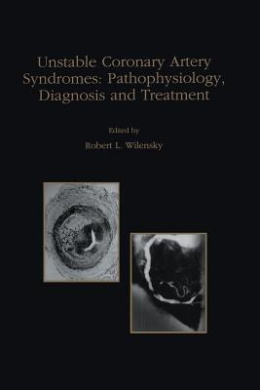 Unstable Coronary Artery
Syndromes: Pathophysiology,
Diagnosis and Treatment
Edited by
Robert L. Wilensky